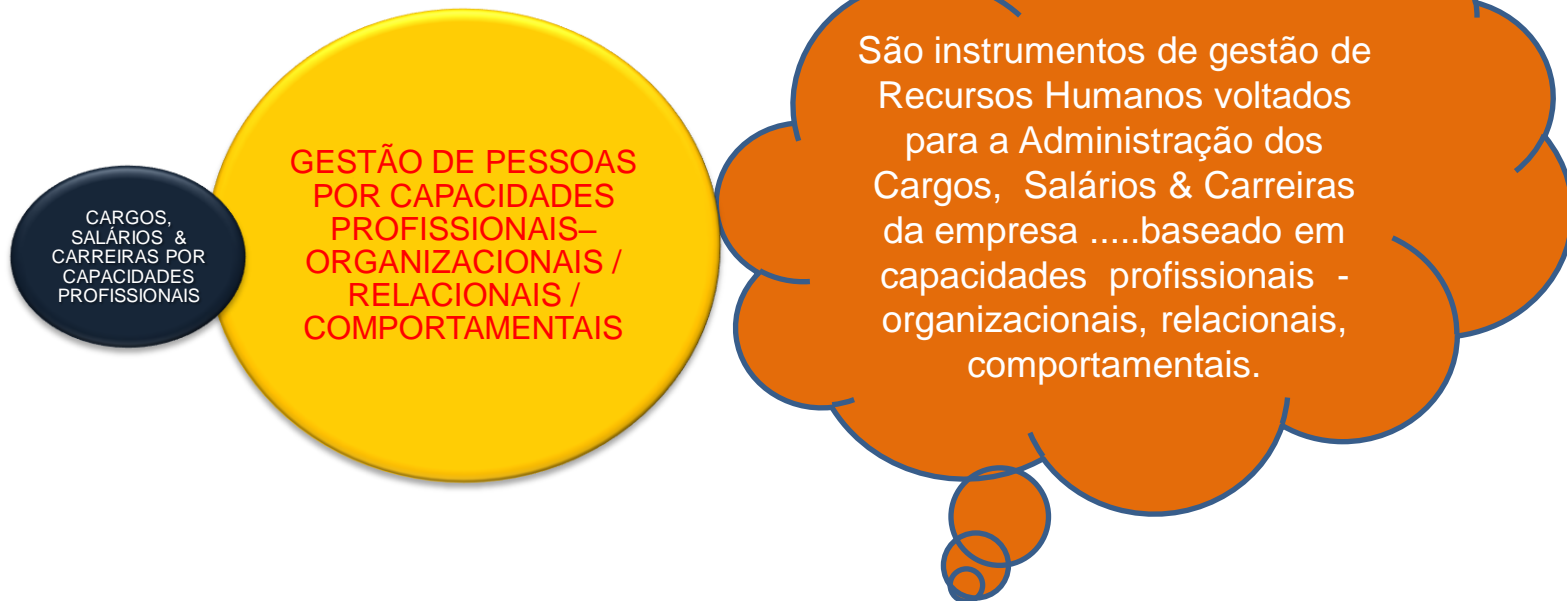 CARGOS,
SALÁRIOS &
CARREIRAS POR
CAPACIDADES
PROFISSIONAIS
GESTÃO DE PESSOAS
POR CAPACIDADES
PROFISSIONAIS–
ORGANIZACIONAIS /
RELACIONAIS /
COMPORTAMENTAIS
São instrumentos de gestão de
Recursos Humanos voltados
para a Administração dos
Cargos, Salários & Carreiras
da empresa .....baseado em
capacidades profissionais -
organizacionais, relacionais,
comportamentais.